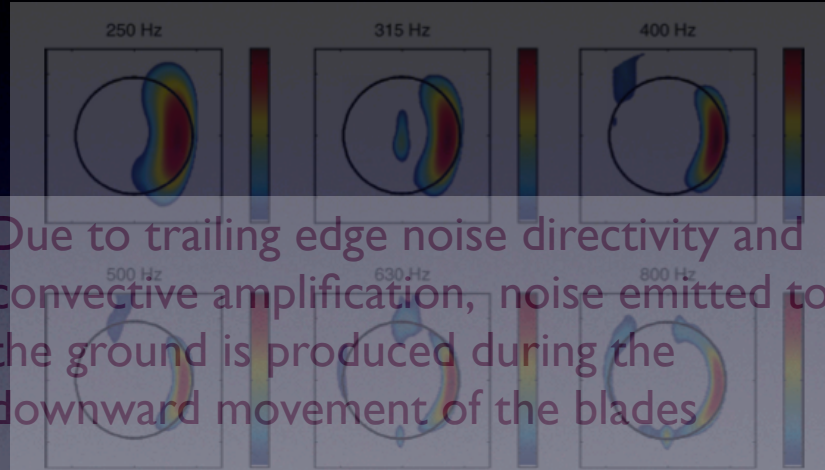 250 Hz 315 Hz 400 Hz
Due to trailing edge noise directivity and
500 Hz 630 Hz 800 Hz
convective amplification, noise emitted to
the ground is produced during the
downward movement of the blades